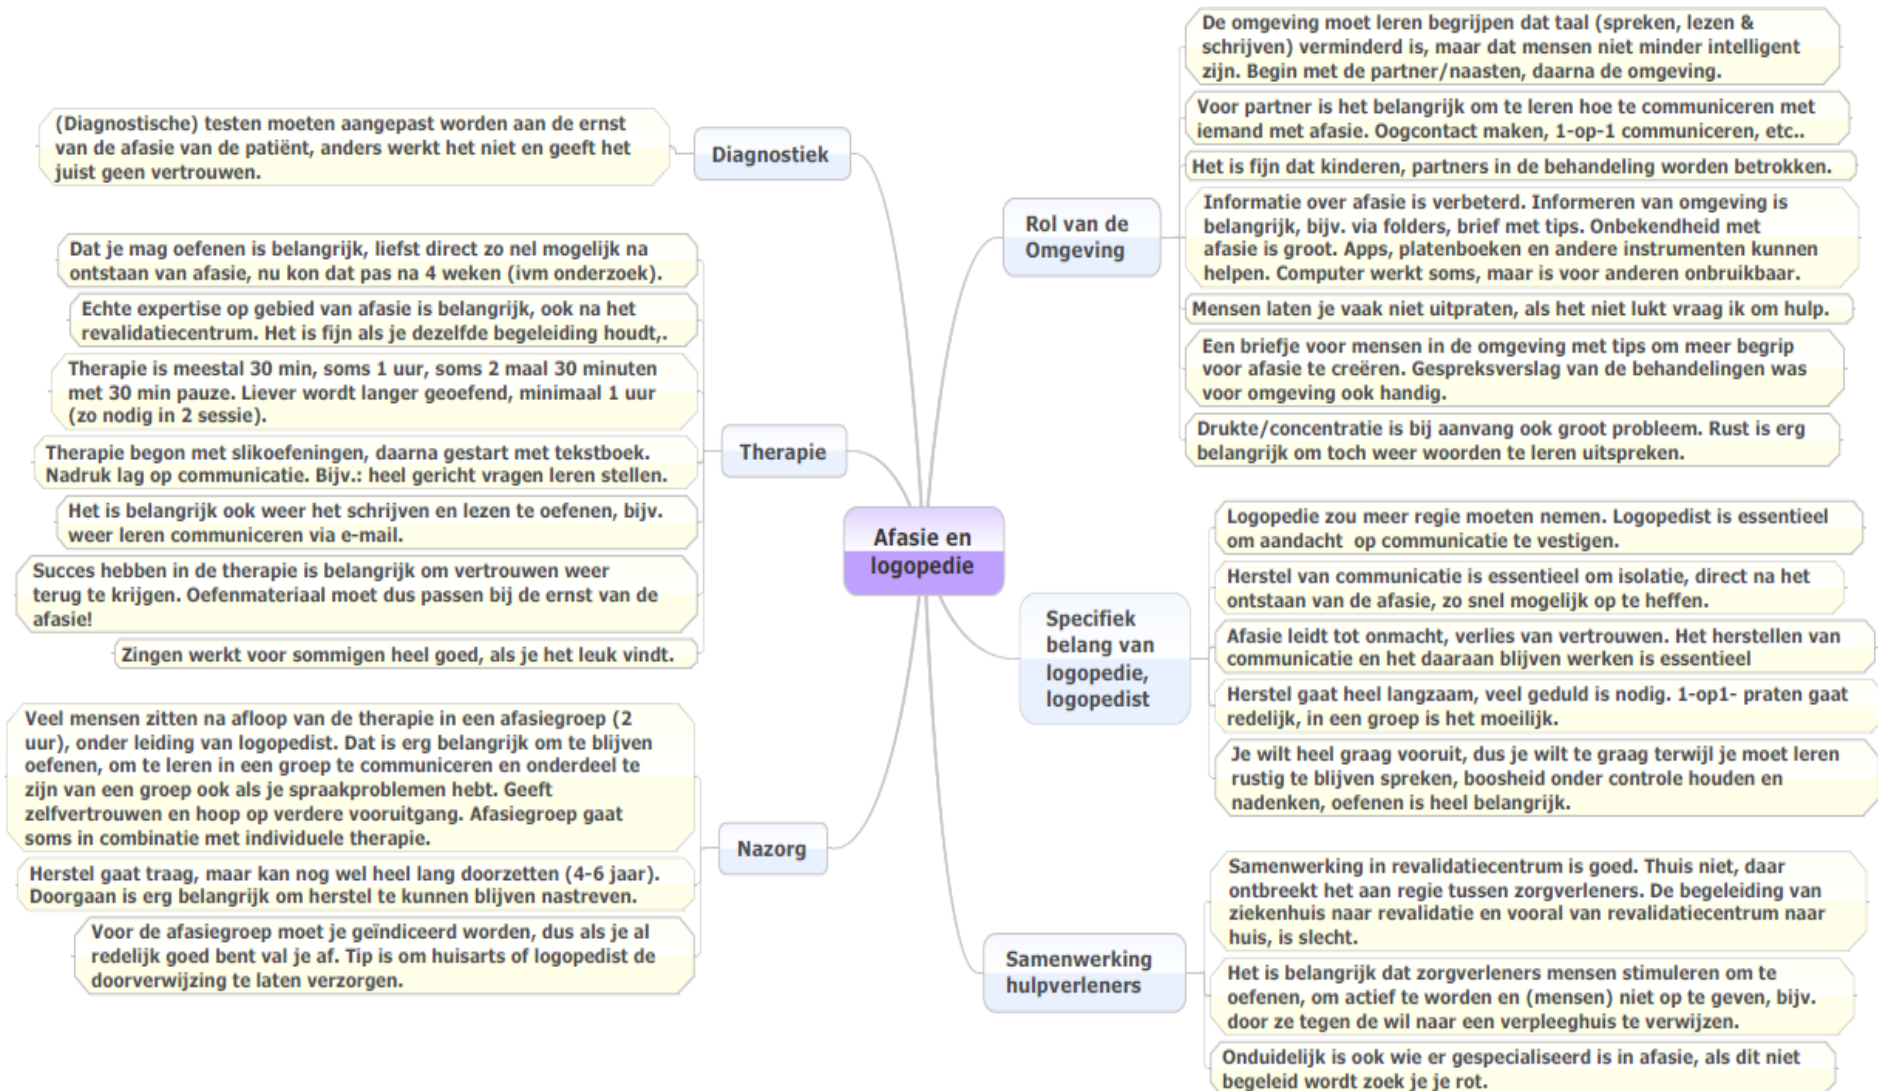 (Diagnostische) testen moeten aangepast worden aan de ernst
van de afasie van de patiënt, anders werkt het niet en geeft het
juist geen vertrouwen.
Diagnostiek
Dat je mag oefenen is belangrijk, liefst direct zo nel mogelijk na
ontstaan van afasie, nu kon dat pas na 4 weken (ivm onderzoek).
Echte expertise op gebied van afasie is belangrijk, ook na het
revalidatiecentrum. Het is fijn als je dezelfde begeleiding houdt,.
Therapie is meestal 30 min, soms 1 uur, soms 2 maal 30 minuten
met 30 min pauze. Liever wordt langer geoefend, minimaal 1 uur
(zo nodig in 2 sessie).
Therapie begon met slikoefeningen, daarna gestart met tekstboek.
Nadruk lag op communicatie. Bijv.: heel gericht vragen leren stellen.
Het is belangrijk ook weer het schrijven en lezen te oefenen, bijv.
weer leren communiceren via e-mail.
Succes hebben in de therapie is belangrijk om vertrouwen weer
terug te krijgen. Oefenmateriaal moet dus passen bij de ernst van de
afasie!
Zingen werkt voor sommigen heel goed, als je het leuk vindt.
Therapie
Veel mensen zitten na afloop van de therapie in een afasiegroep (2
uur), onder leiding van logopedist. Dat is erg belangrijk om te blijven
oefenen, om te leren in een groep te communiceren en onderdeel te
zijn van een groep ook als je spraakproblemen hebt. Geeft
zelfvertrouwen en hoop op verdere vooruitgang. Afasiegroep gaat
soms in combinatie met individuele therapie.
Herstel gaat traag, maar kan nog wel heel lang doorzetten (4-6 jaar).
Doorgaan is erg belangrijk om herstel te kunnen blijven nastreven.
Voor de afasiegroep moet je geïndiceerd worden, dus als je al
redelijk goed bent val je af. Tip is om huisarts of logopedist de
doorverwijzing te laten verzorgen.
Nazorg
Afasie en
logopedie
Rol van de
Omgeving
De omgeving moet leren begrijpen dat taal (spreken, lezen &
schrijven) verminderd is, maar dat mensen niet minder intelligent
zijn. Begin met de partner/naasten, daarna de omgeving.
Voor partner is het belangrijk om te leren hoe te communiceren met
iemand met afasie. Oogcontact maken, 1-op-1 communiceren, etc..
Het is fijn dat kinderen, partners in de behandeling worden betrokken.
Informatie over afasie is verbeterd. Informeren van omgeving is
belangrijk, bijv. via folders, brief met tips. Onbekendheid met
afasie is groot. Apps, platenboeken en andere instrumenten kunnen
helpen. Computer werkt soms, maar is voor anderen onbruikbaar.
Mensen laten je vaak niet uitpraten, als het niet lukt vraag ik om hulp.
Een briefje voor mensen in de omgeving met tips om meer begrip
voor afasie te creëren. Gespreksverslag van de behandelingen was
voor omgeving ook handig.
Drukte/concentratie is bij aanvang ook groot probleem. Rust is erg
belangrijk om toch weer woorden te leren uitspreken.
Specifiek
belang van
logopedie,
logopedist
Logopedie zou meer regie moeten nemen. Logopedist is essentieel
om aandacht  op communicatie te vestigen.
Herstel van communicatie is essentieel om isolatie, direct na het
ontstaan van de afasie, zo snel mogelijk op te heffen.
Afasie leidt tot onmacht, verlies van vertrouwen. Het herstellen van
communicatie en het daaraan blijven werken is essentieel
Herstel gaat heel langzaam, veel geduld is nodig. 1-op1- praten gaat
redelijk, in een groep is het moeilijk.
Je wilt heel graag vooruit, dus je wilt te graag terwijl je moet leren
rustig te blijven spreken, boosheid onder controle houden en
nadenken, oefenen is heel belangrijk.
Samenwerking
hulpverleners
Samenwerking in revalidatiecentrum is goed. Thuis niet, daar
ontbreekt het aan regie tussen zorgverleners. De begeleiding van
ziekenhuis naar revalidatie en vooral van revalidatiecentrum naar
huis, is slecht.
Het is belangrijk dat zorgverleners mensen stimuleren om te
oefenen, om actief te worden en (mensen) niet op te geven, bijv.
door ze tegen de wil naar een verpleeghuis te verwijzen.
Onduidelijk is ook wie er gespecialiseerd is in afasie, als dit niet
begeleid wordt zoek je je rot.